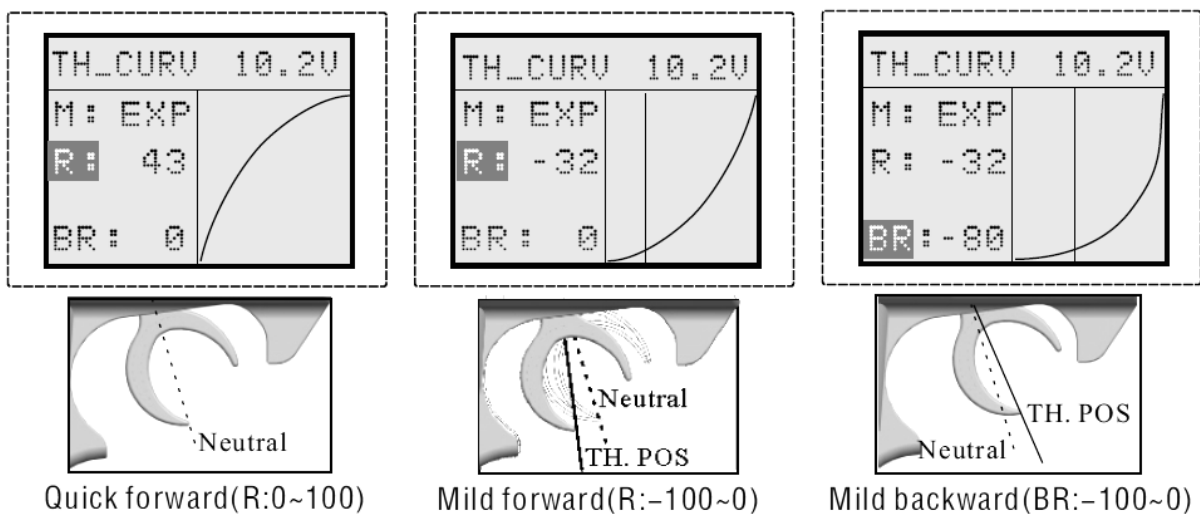 TH_CURV 10.2V
M: EXP
R: 43
BR: 0
Neutral
Quick forward(R:0~100)
TH_CURV 10.2V
M: EXP
R: -32
BR: 0
Neutral
TH. POS
Mild forward(R:–100~0)
TH_CURV 10.2V
M: EXP
R: -32
BR:-80
TH. POS
Neutral
Mild backward(BR:–100~0)